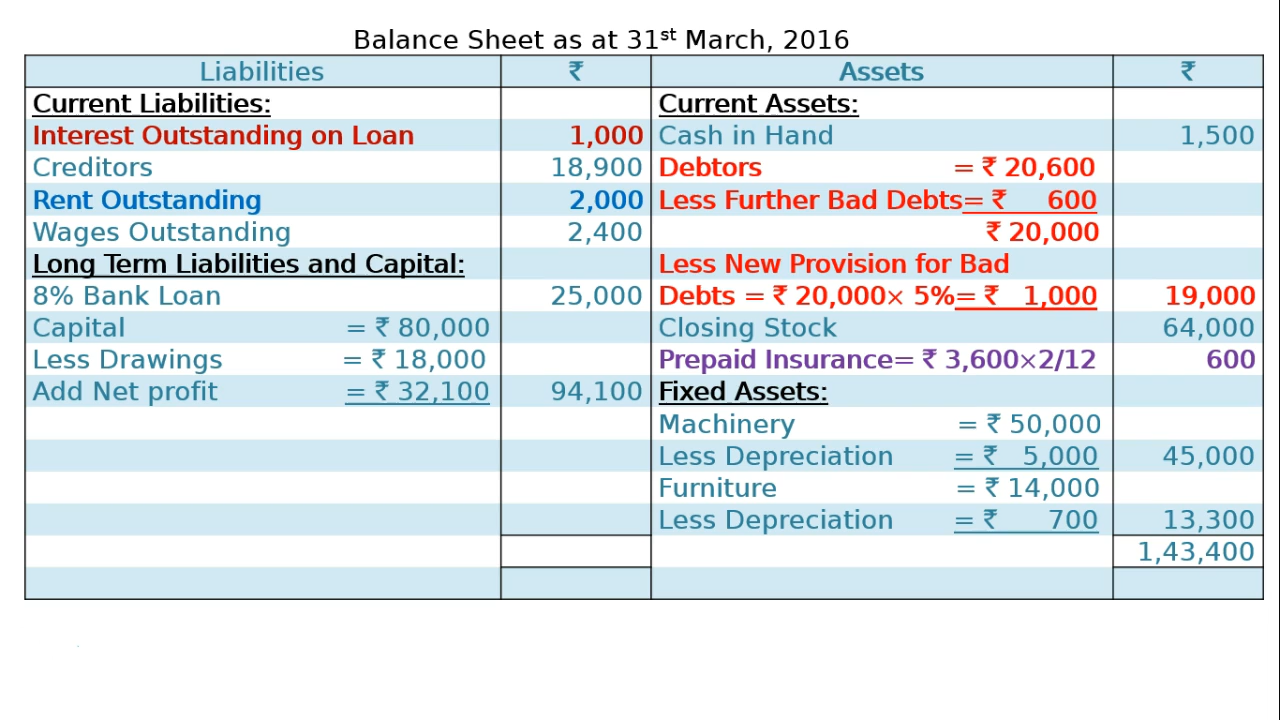 Balance Sheet as at 31st March, 2016
Liabilities ₹ Assets ₹
Current Liabilities: Current Assets:
Interest Outstanding on Loan 1,000 Cash in Hand 1,500
Creditors 18,900 Debtors = ₹ 20,600
Rent Outstanding 2,000 Less Further Bad Debts= ₹ 600
Wages Outstanding 2,400 ₹ 20,000
Long Term Liabilities and Capital: Less New Provision for Bad
8% Bank Loan 25,000 Debts = ₹ 20,000× 5%= ₹ 1,000 19,000
Capital = ₹ 80,000 Closing Stock 64,000
Less Drawings = ₹ 18,000 Prepaid Insurance= ₹ 3,600×2/12 600
Add Net profit = ₹ 32,100 94,100 Fixed Assets:
Machinery = ₹ 50,000
Less Depreciation = ₹ 5,000 45,000
Furniture = ₹ 14,000
Less Depreciation = ₹ 700 13,300
1,43,400